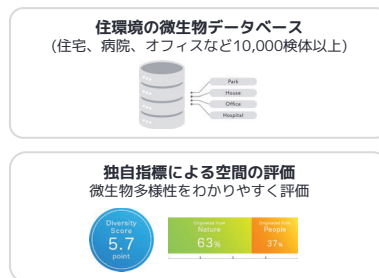 住環境の微生物データベース
(住宅、病院、オフィスなど10,000検体以上)
Park
House
Office
Hospital
独自指標による空間の評価
微生物多様性をわかりやすく評価
Diversity
Score
5.7
point
Originated from
Nature
63%
Originated from
People
37%